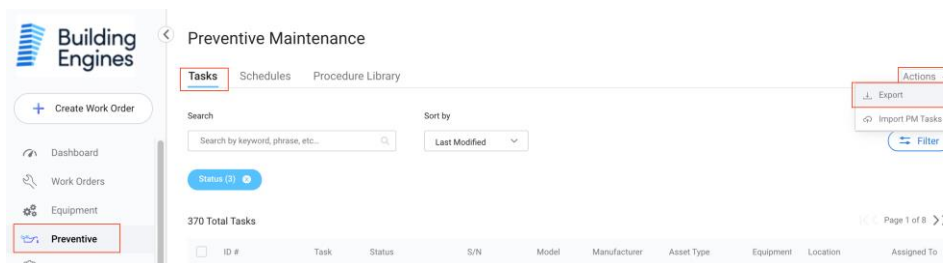 Building
Engines
Preventive Maintenance
Tasks Schedules Procedure Library
Actions
Export
Import PM Tasks
+ Create Work Order
Search
Sort by
Search by keyword, phrase, etc...
Last Modified
Filter
Dashboard
Status (3)
Work Orders
Equipment
370 Total Tasks
Page 1 of 8
Preventive
ID # Task Status S/N Model Manufacturer Asset Type Equipment Location Assigned To